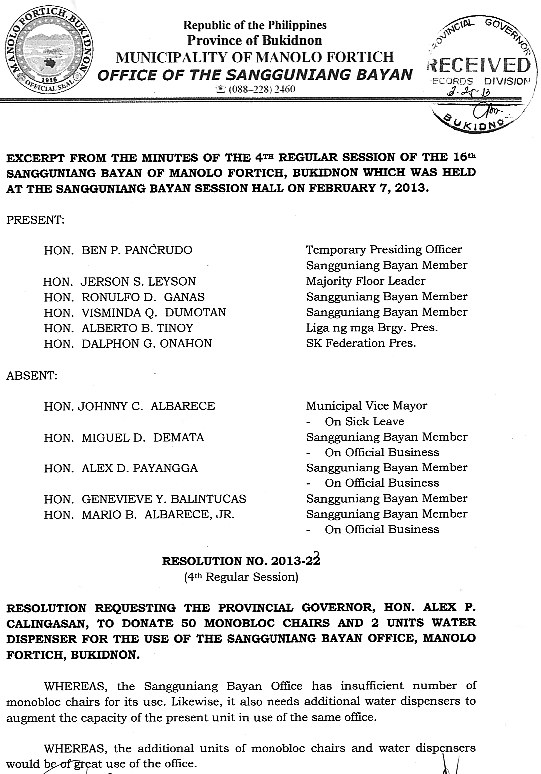 MANOLO FORTICH, BUKIDNON
OFFICIAL SEAL
Republic of the Philippines
Province of Bukidnon
MUNICIPALITY OF MANOLO FORTICH
OFFICE OF THE SANGGUNIANG BAYAN
☏ (088-228) 2460
PROVINCIAL GOVERNOR
RECEIVED
RECORDS DIVISION
BUKIDNON
EXCERPT FROM THE MINUTES OF THE 4TH REGULAR SESSION OF THE 16th
SANGGUNIANG BAYAN OF MANOLO FORTICH, BUKIDNON WHICH WAS HELD
AT THE SANGGUNIANG BAYAN SESSION HALL ON FEBRUARY 7, 2013.
PRESENT:
HON. BEN P. PANCRUDO Temporary Presiding Officer
Sangguniang Bayan Member
HON. JERSON S. LEYSON Majority Floor Leader
HON. RONULFO D. GANAS Sangguniang Bayan Member
HON. VISMINDA Q. DUMOTAN Sangguniang Bayan Member
HON. ALBERTO B. TINOY Liga ng mga Brgy. Pres.
HON. DALPHON G. ONAHON SK Federation Pres.
ABSENT:
HON. JOHNNY C. ALBARECE Municipal Vice Mayor
- On Sick Leave
HON. MIGUEL D. DEMATA Sangguniang Bayan Member
- On Official Business
HON. ALEX D. PAYANGGA Sangguniang Bayan Member
- On Official Business
HON. GENEVIEVE Y. BALINTUCAS Sangguniang Bayan Member
HON. MARIO B. ALBARECE, JR. Sangguniang Bayan Member
- On Official Business
RESOLUTION NO. 2013-22
(4th Regular Session)
RESOLUTION REQUESTING THE PROVINCIAL GOVERNOR, HON. ALEX P.
CALINGASAN, TO DONATE 50 MONOBLOC CHAIRS AND 2 UNITS WATER
DISPENSER FOR THE USE OF THE SANGGUNIANG BAYAN OFFICE, MANOLO
FORTICH, BUKIDNON.
WHEREAS, the Sangguniang Bayan Office has insufficient number of
monobloc chairs for its use. Likewise, it also needs additional water dispensers to
augment the capacity of the present unit in use of the same office.
WHEREAS, the additional units of monobloc chairs and water dispensers
would be of great use of the office.